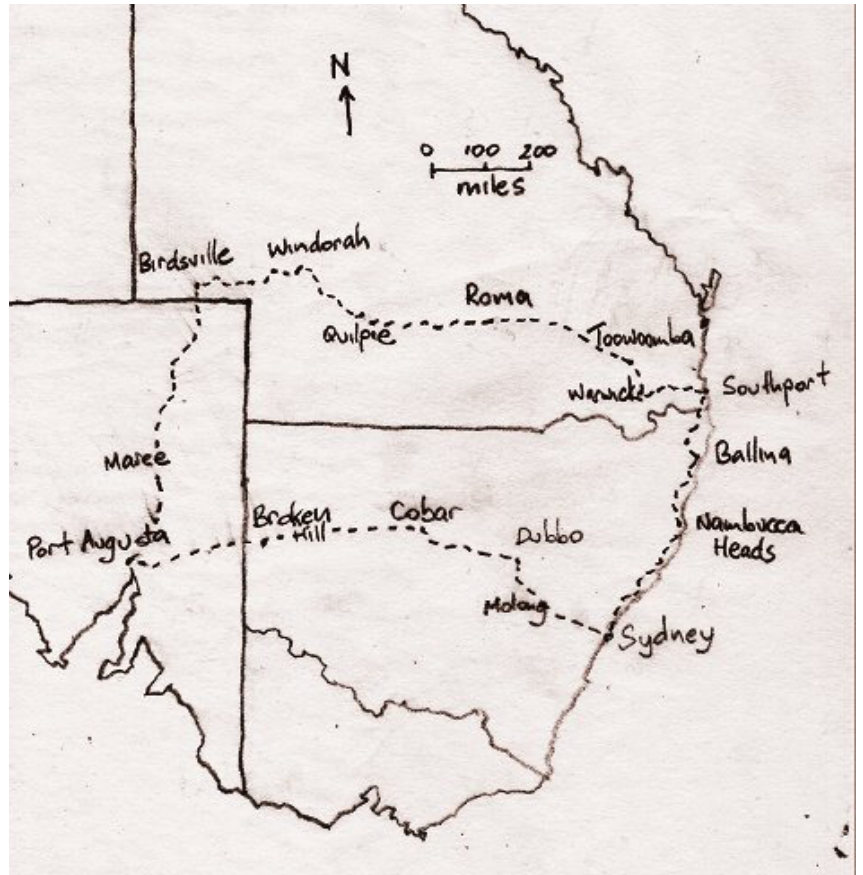 N
0 100 200
miles
Birdsville
Windorah
Roma
Quilpie
Toowoomba
Warwick
Southport
Maree
Ballina
Broken
Hill
Cobar
Port Augusta
Dubbo
Nambucca
Heads
Molong
Sydney